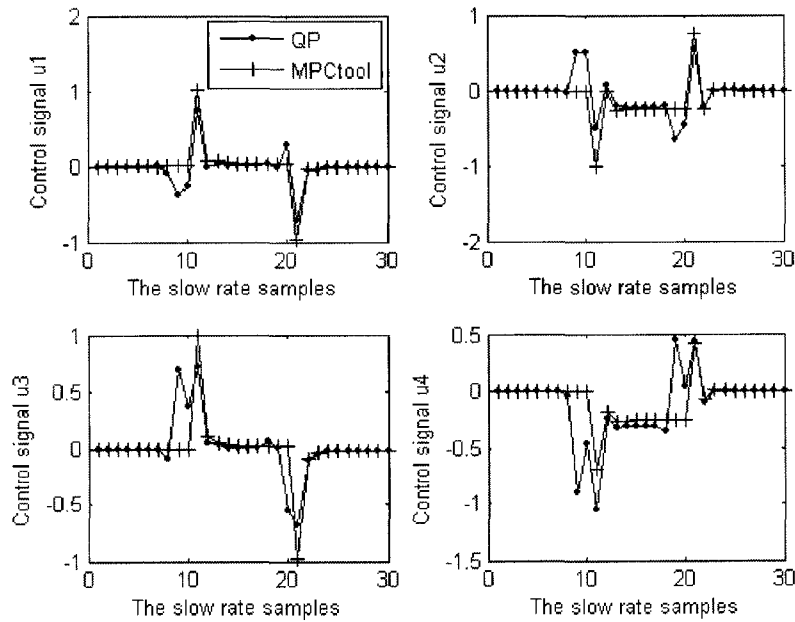 QP
MPCtool
Control signal u1
2
1
0
-1
0 10 20 30
The slow rate samples
Control signal u2
1
0
-1
-2
0 10 20 30
The slow rate samples
Control signal u3
1
0.5
0
-0.5
-1
0 10 20 30
The slow rate samples
Control signal u4
0.5
0
-0.5
-1
-1.5
0 10 20 30
The slow rate samples